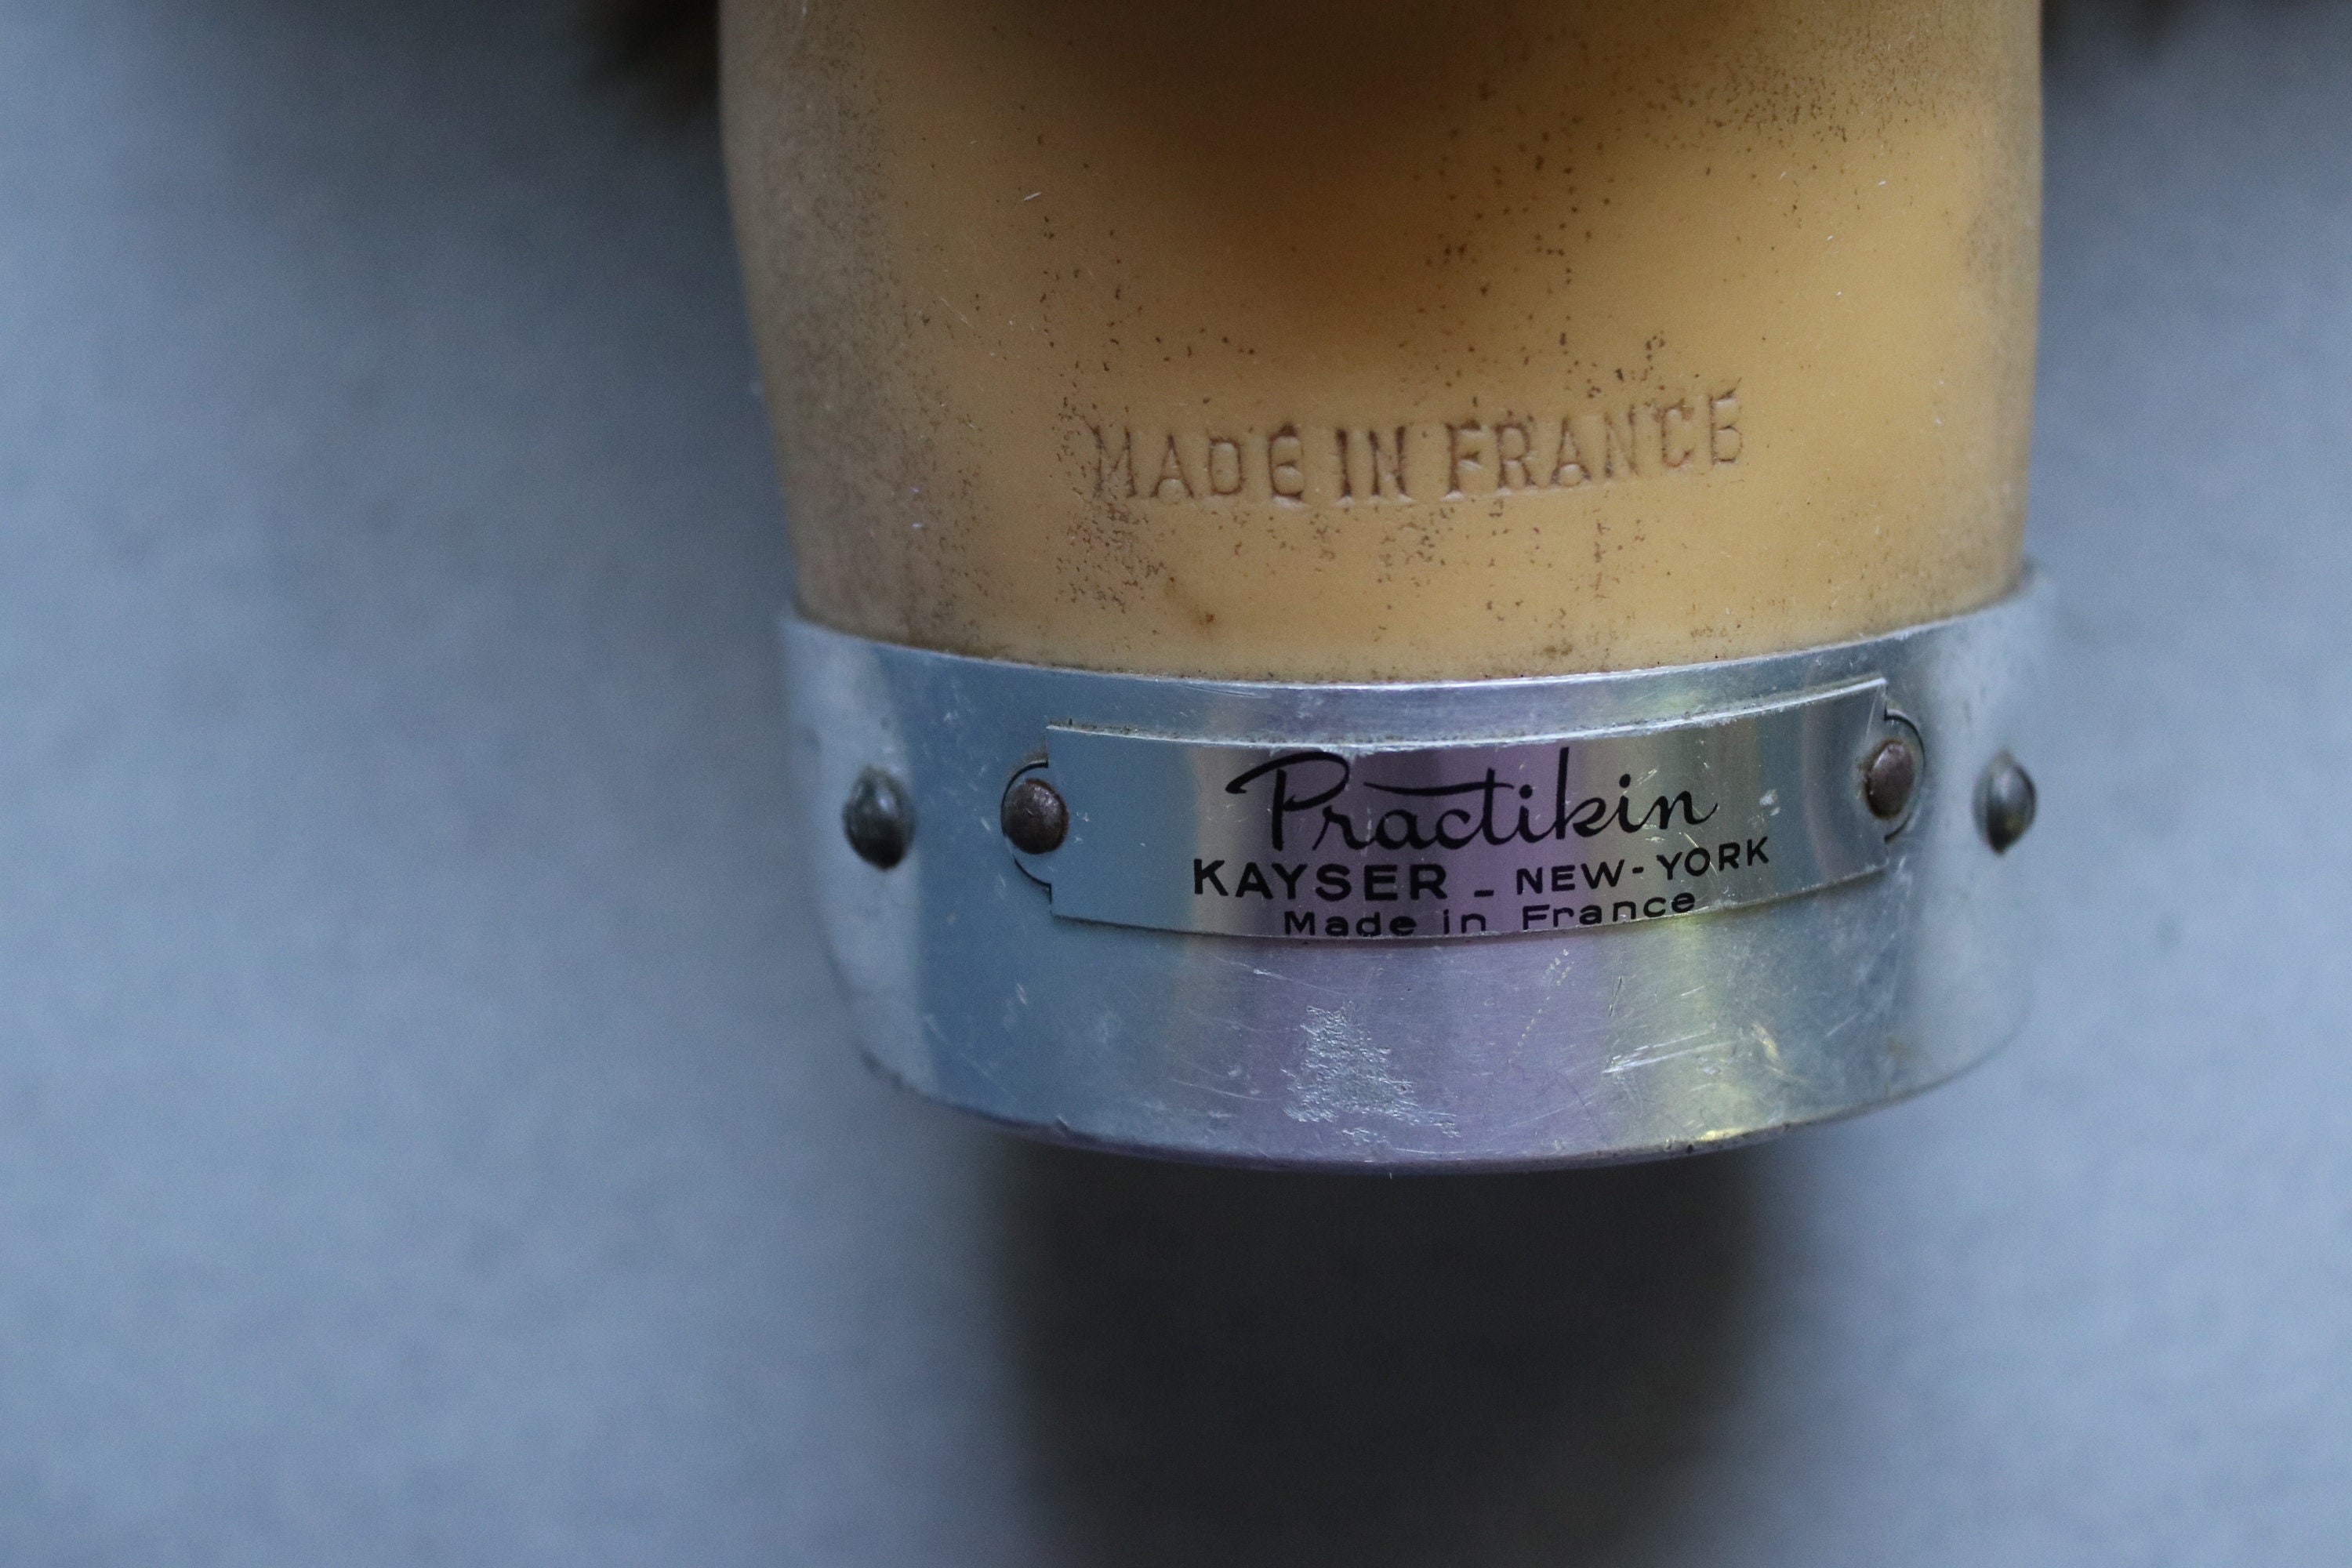 MADE IN FRANCE
Practikin
KAYSER - NEW-YORK
Made in France